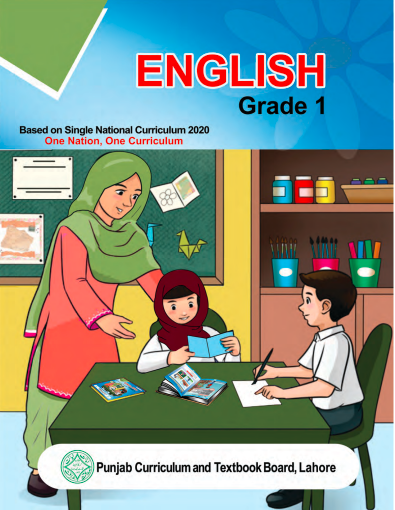 ENGLISH
Grade 1
Based on Single National Curriculum 2020
One Nation, One Curriculum
Punjab Curriculum and Textbook Board, Lahore